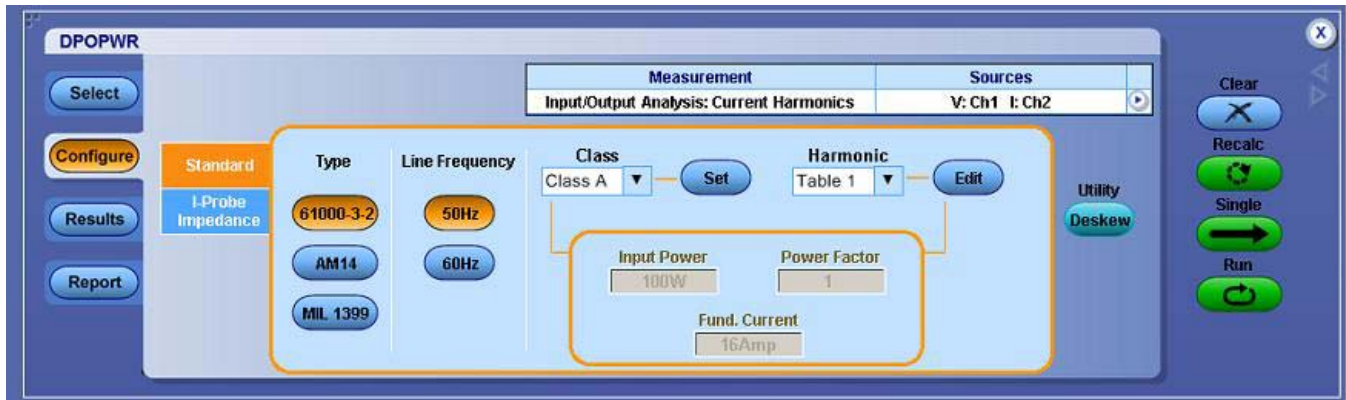 DPOPWR
X
Select
Configure
Results
Report
Measurement Sources
Input/Output Analysis: Current Harmonics V: Ch1 I: Ch2
Standard
I-Probe
Impedance
Type
61000-3-2
AM14
MIL 1399
Line Frequency
50Hz
60Hz
Class
Class A
Set
Harmonic
Table 1
Edit
Input Power
100W
Power Factor
1
Fund. Current
16Amp
Utility
Deskew
Clear
Recalc
Single
Run